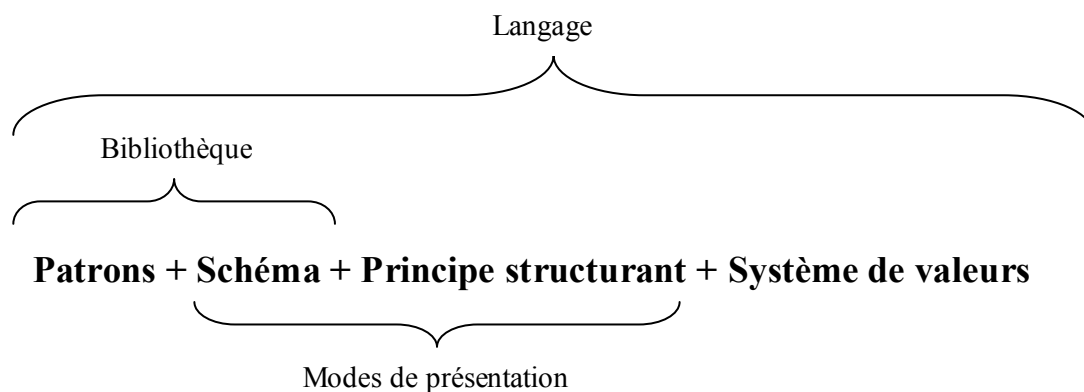 Langage
Bibliothèque
Patrons + Schéma + Principe structurant + Système de valeurs
Modes de présentation